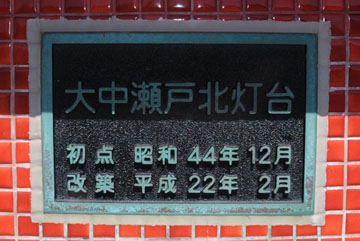 大中瀬戸北灯台
初点 昭和 44年 12月
改築 平成 22年 2月